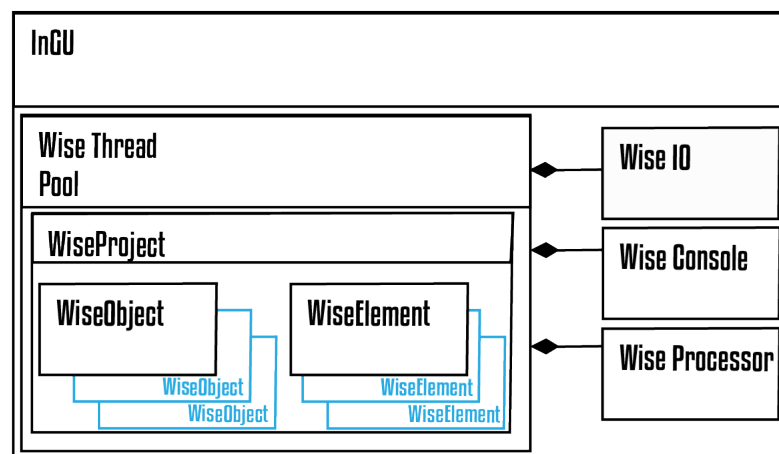 InGU
Wise Thread
Pool
Wise IO
WiseProject
Wise Console
WiseObject
WiseElement
Wise Processor
WiseObject
WiseElement
WiseObject
WiseElement